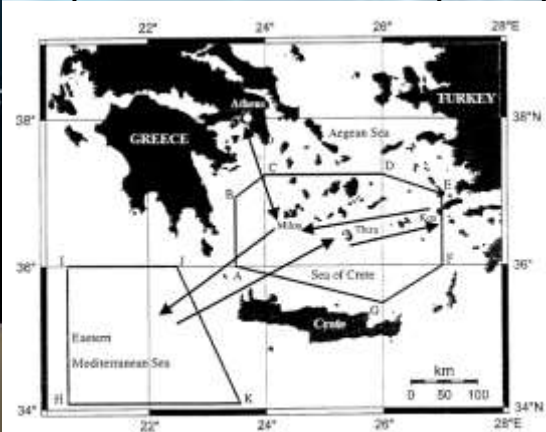 22° 24° 26° 28°E
Athens
TURKEY
38° 38°N
GREECE
Aegean Sea
C D
B E
Milos Thira Kos
I J
36° 36°
A Sea of Crete F
G
Eastern
Crete
Mediterranean Sea
km
0 50 100
H K
34° 34°N
22° 24° 26° 28°E